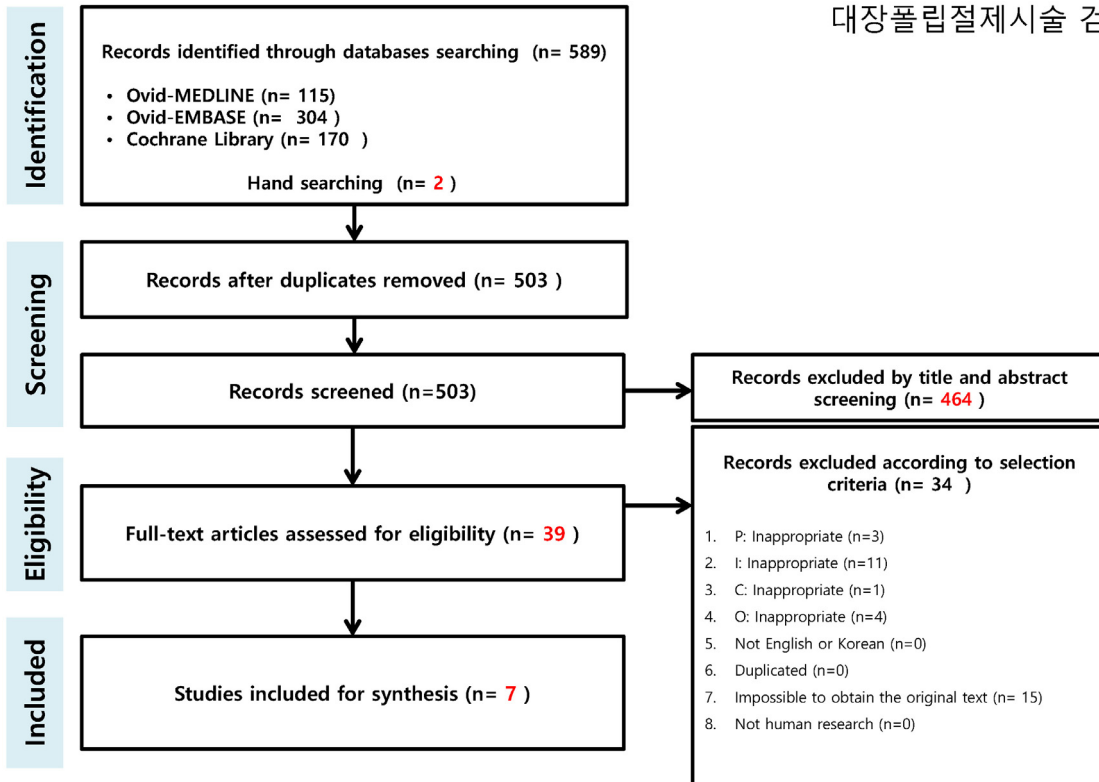 대장폴립절제시술
Identification
Records identified through databases searching (n= 589)
• Ovid-MEDLINE (n= 115)
• Ovid-EMBASE (n= 304)
• Cochrane Library (n= 170 )
Hand searching (n= 2 )
Screening
Records after duplicates removed (n= 503 )
Records screened (n=503)
Records excluded by title and abstract
screening (n= 464 )
Eligibility
Full-text articles assessed for eligibility (n= 39 )
Records excluded according to selection
criteria (n= 34 )
1. P: Inappropriate (n=3)
2. I: Inappropriate (n=11)
3. C: Inappropriate (n=1)
4. O: Inappropriate (n=4)
5. Not English or Korean (n=0)
6. Duplicated (n=0)
7. Impossible to obtain the original text (n= 15)
8. Not human research (n=0)
Included
Studies included for synthesis (n= 7 )